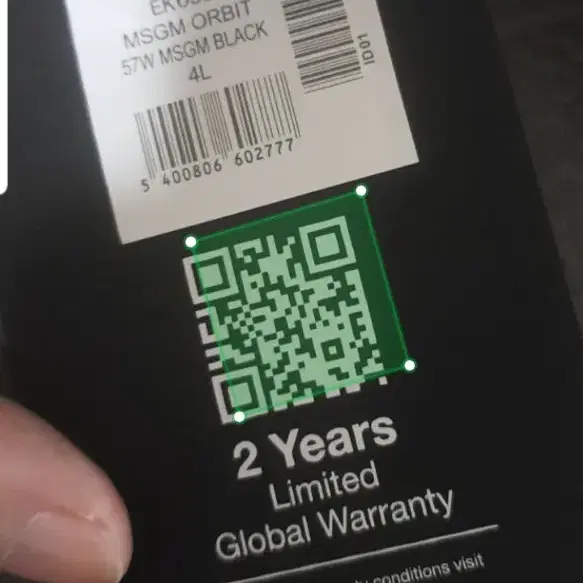 MSGM ORBIT
57W MSGM BLACK
4L
5 400806 602777
ID01
2 Years
Limited
Global Warranty
conditions visit